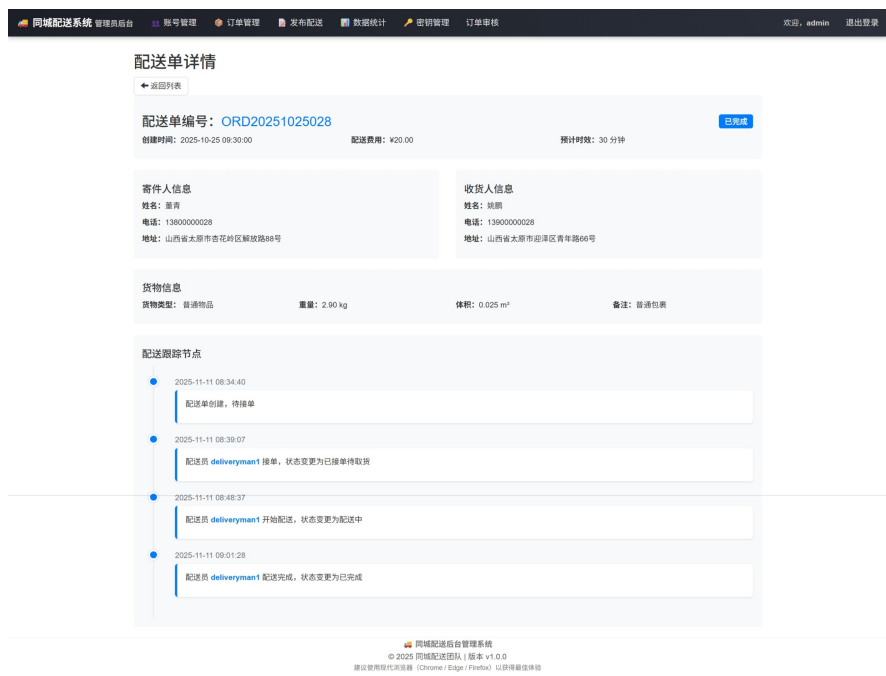 同城配送系统 管理员后台 账号管理 订单管理 发布配送 数据统计 密钥管理 订单审核 欢迎，admin 退出登录
配送单详情
返回列表
配送单编号：ORD20251025028 已完成
创建时间：2025-10-25 09:30:00 配送费用：¥20.00 预计时效：30 分钟
寄件人信息
姓名：董青
电话：13800000028
地址：山西省太原市杏花岭区解放路88号
收货人信息
姓名：姚鹏
电话：13900000028
地址：山西省太原市迎泽区青年路66号
货物信息
货物类型：普通物品 重量：2.90 kg 体积：0.025 m³ 备注：普通包裹
配送跟踪节点
2025-11-11 08:34:40
配送单创建，待接单
2025-11-11 08:39:07
配送员 deliveryman1 接单，状态变更为已接单待取货
2025-11-11 08:48:37
配送员 deliveryman1 开始配送，状态变更为配送中
2025-11-11 09:01:28
配送员 deliveryman1 配送完成，状态变更为已完成
同城配送后台管理系统
© 2025 同城配送团队 | 版本 v1.0.0
建议使用现代浏览器（Chrome / Edge / Firefox）以获得最佳体验